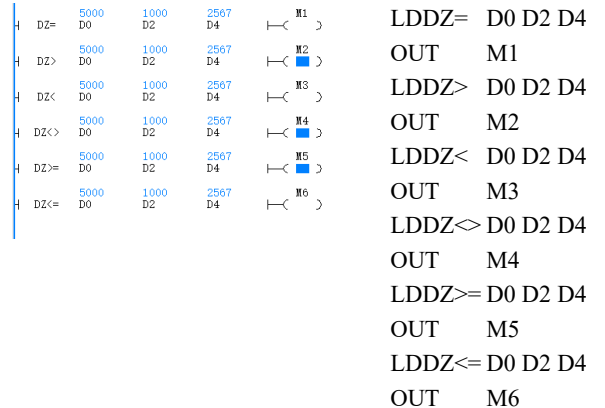 5000 1000 2567 M1
DZ= D0 D2 D4
5000 1000 2567 M2
DZ> D0 D2 D4
5000 1000 2567 M3
DZ< D0 D2 D4
5000 1000 2567 M4
DZ<> D0 D2 D4
5000 1000 2567 M5
DZ>= D0 D2 D4
5000 1000 2567 M6
DZ<= D0 D2 D4
LDDZ= D0 D2 D4
OUT M1
LDDZ> D0 D2 D4
OUT M2
LDDZ< D0 D2 D4
OUT M3
LDDZ<> D0 D2 D4
OUT M4
LDDZ>= D0 D2 D4
OUT M5
LDDZ<= D0 D2 D4
OUT M6